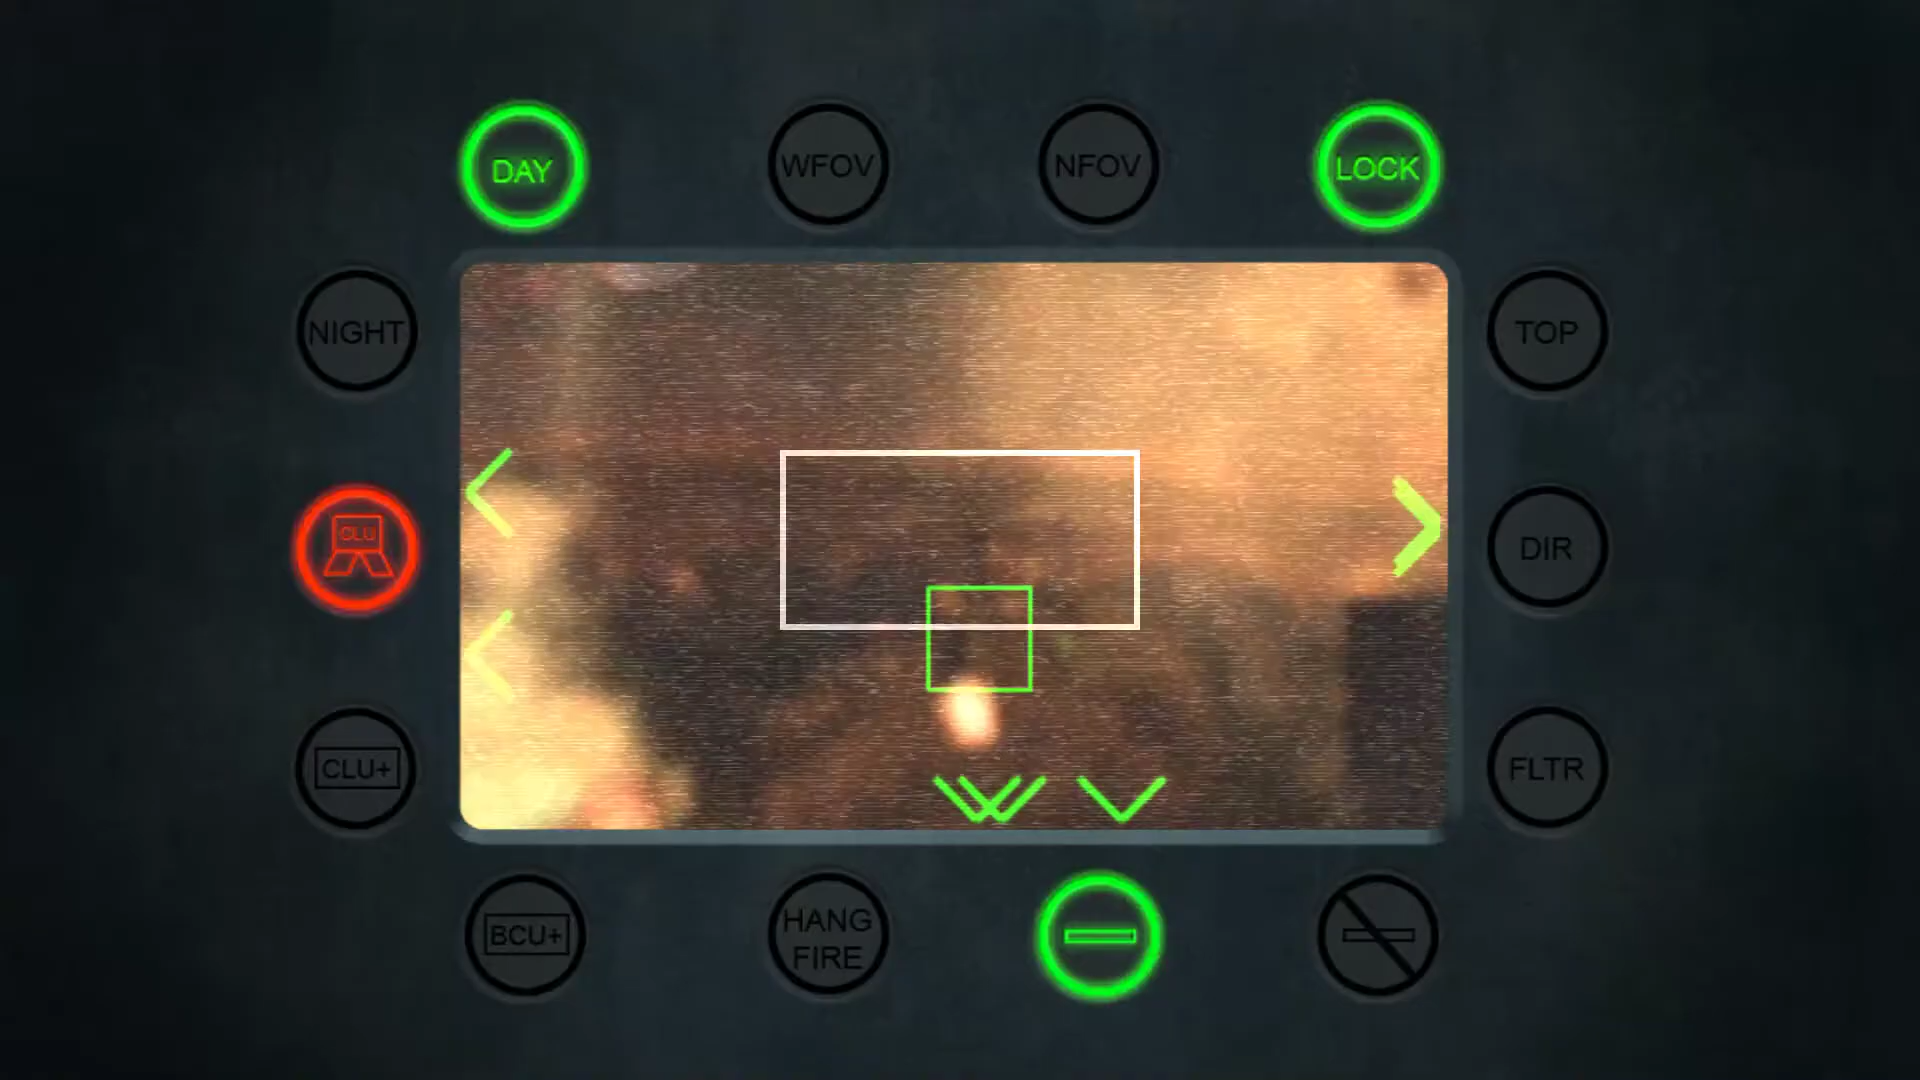 DAY
WFOV
NFOV
LOCK
NIGHT
TOP
CLU
DIR
CLU+
FLTR
BCU+
HANG
FIRE